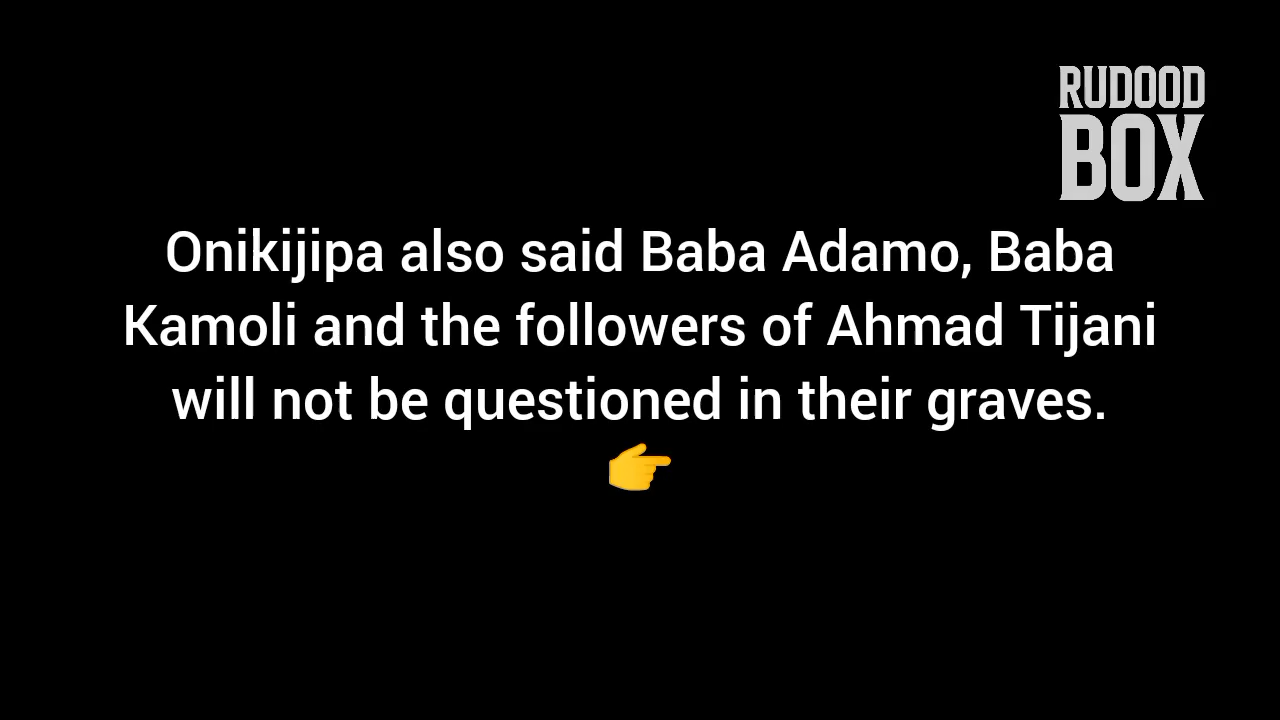 RUDOOD
BOX
Onikijipa also said Baba Adamo, Baba
Kamoli and the followers of Ahmad Tijani
will not be questioned in their graves.
👉